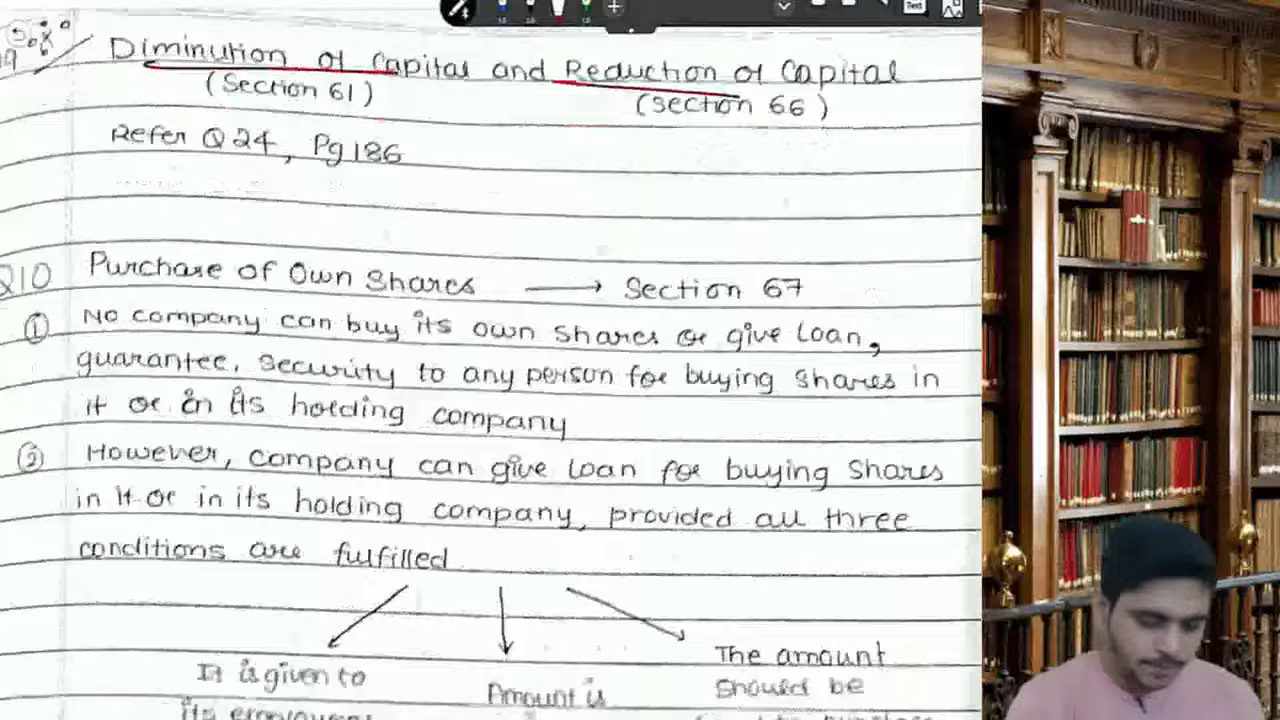 Diminution of Capital and Reduction of Capital
(Section 61) (Section 66)
Refer Q24, Pg 186
Q10 Purchase of Own Shares → Section 67
① No company can buy its own shares or give loan,
guarantee, security to any person for buying shares in
it or in its holding company
② However, company can give loan for buying shares
in it or in its holding company, provided all three
conditions are fulfilled
It is given to
its employees
Amount is
The amount
should be